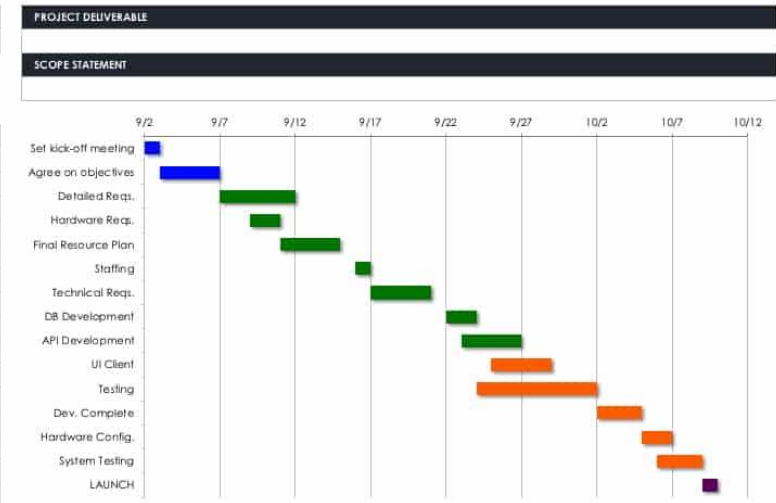 PROJECT DELIVERABLE
SCOPE STATEMENT
9/2 9/7 9/12 9/17 9/22 9/27 10/2 10/7 10/12
Set kick-off meeting
Agree on objectives
Detailed Reqs.
Hardware Reqs.
Final Resource Plan
Staffing
Technical Reqs.
DB Development
API Development
UI Client
Testing
Dev. Complete
Hardware Config.
System Testing
LAUNCH